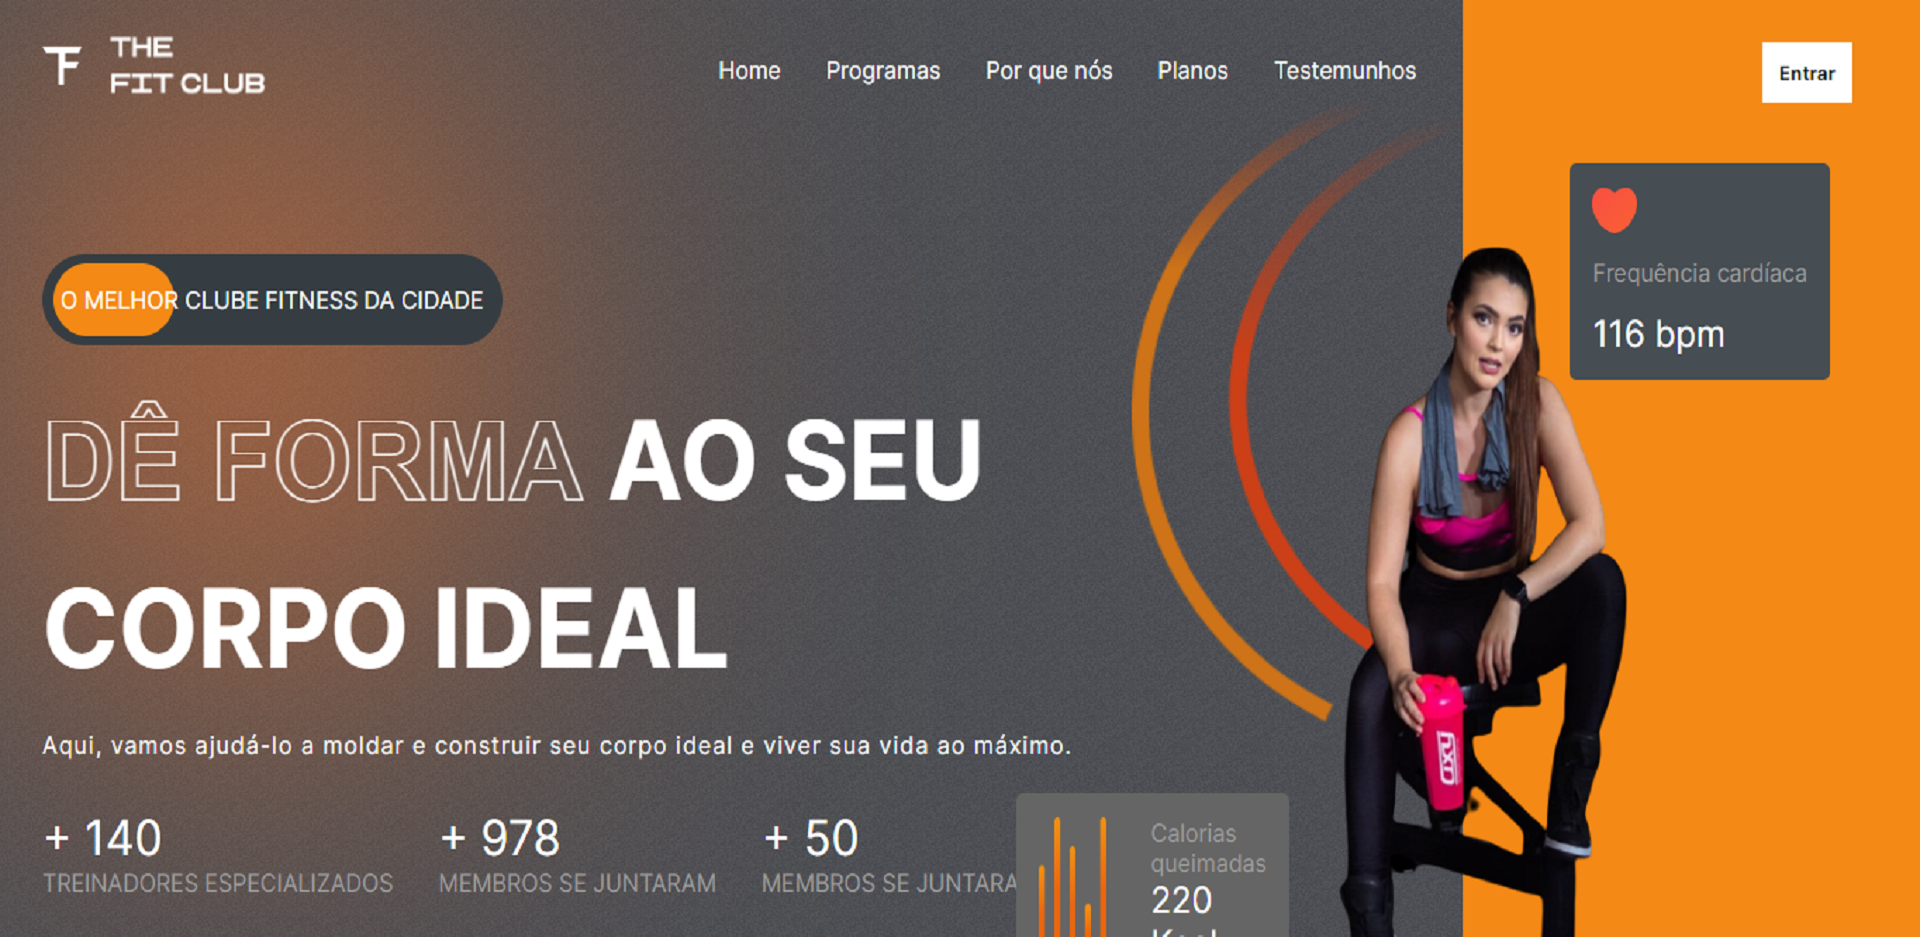 THE
FIT CLUB
Home Programas Por que nós Planos Testemunhos
Entrar
Frequência cardíaca
116 bpm
O MELHOR CLUBE FITNESS DA CIDADE
DÊ FORMA AO SEU
CORPO IDEAL
Aqui, vamos ajudá-lo a moldar e construir seu corpo ideal e viver sua vida ao máximo.
+ 140
TREINADORES ESPECIALIZADOS
+ 978
MEMBROS SE JUNTARAM
+ 50
MEMBROS SE JUNTARA
Calorias
queimadas
220